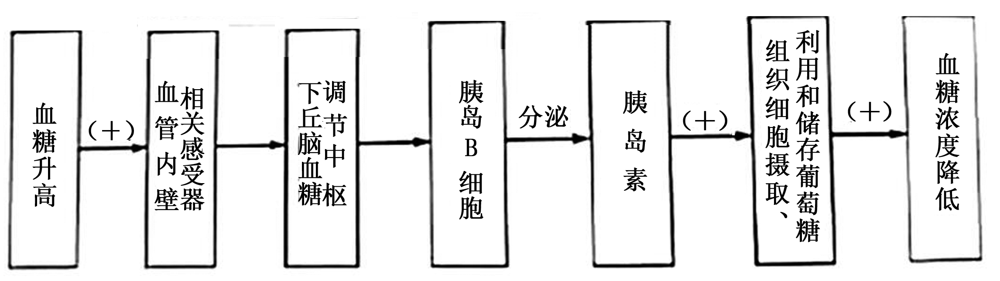 血糖升高
（＋）
血管内壁
相关感受器
下丘脑血糖
调节中枢
胰岛B细胞
分泌
胰岛素
（＋）
组织细胞摄取、
利用和储存葡萄糖
（＋）
血糖浓度降低